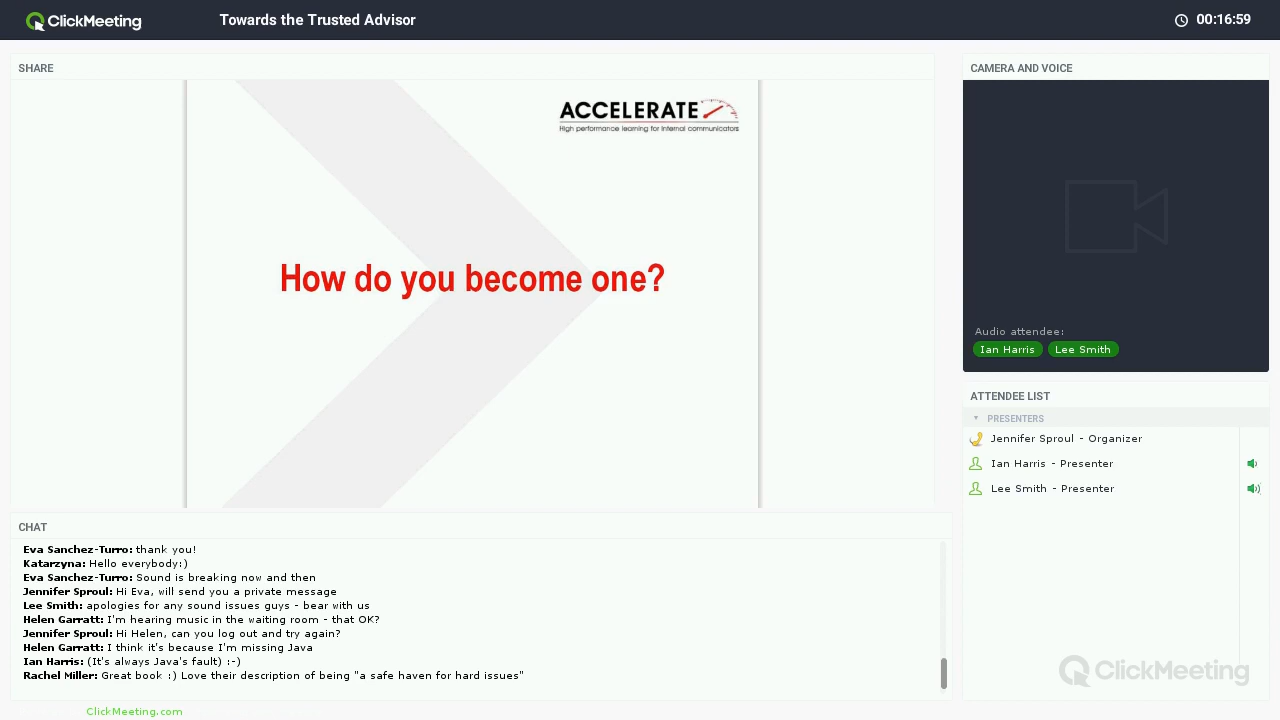 ClickMeeting
Towards the Trusted Advisor
00:16:59
SHARE
ACCELERATE
High performance learning for internal communicators
How do you become one?
CAMERA AND VOICE
Audio attendee:
Ian Harris Lee Smith
ATTENDEE LIST
PRESENTERS
Jennifer Sproul - Organizer
Ian Harris - Presenter
Lee Smith - Presenter
CHAT
Eva Sanchez-Turro: thank you!
Katarzyna: Hello everybody:)
Eva Sanchez-Turro: Sound is breaking now and then
Jennifer Sproul: Hi Eva, will send you a private message
Lee Smith: apologies for any sound issues guys - bear with us
Helen Garratt: I'm hearing music in the waiting room - that OK?
Jennifer Sproul: Hi Helen, can you log out and try again?
Helen Garratt: I think it's because I'm missing Java
Ian Harris: (It's always Java's fault) :-)
Rachel Miller: Great book :) Love their description of being "a safe haven for hard issues"
ClickMeeting
ClickMeeting.com